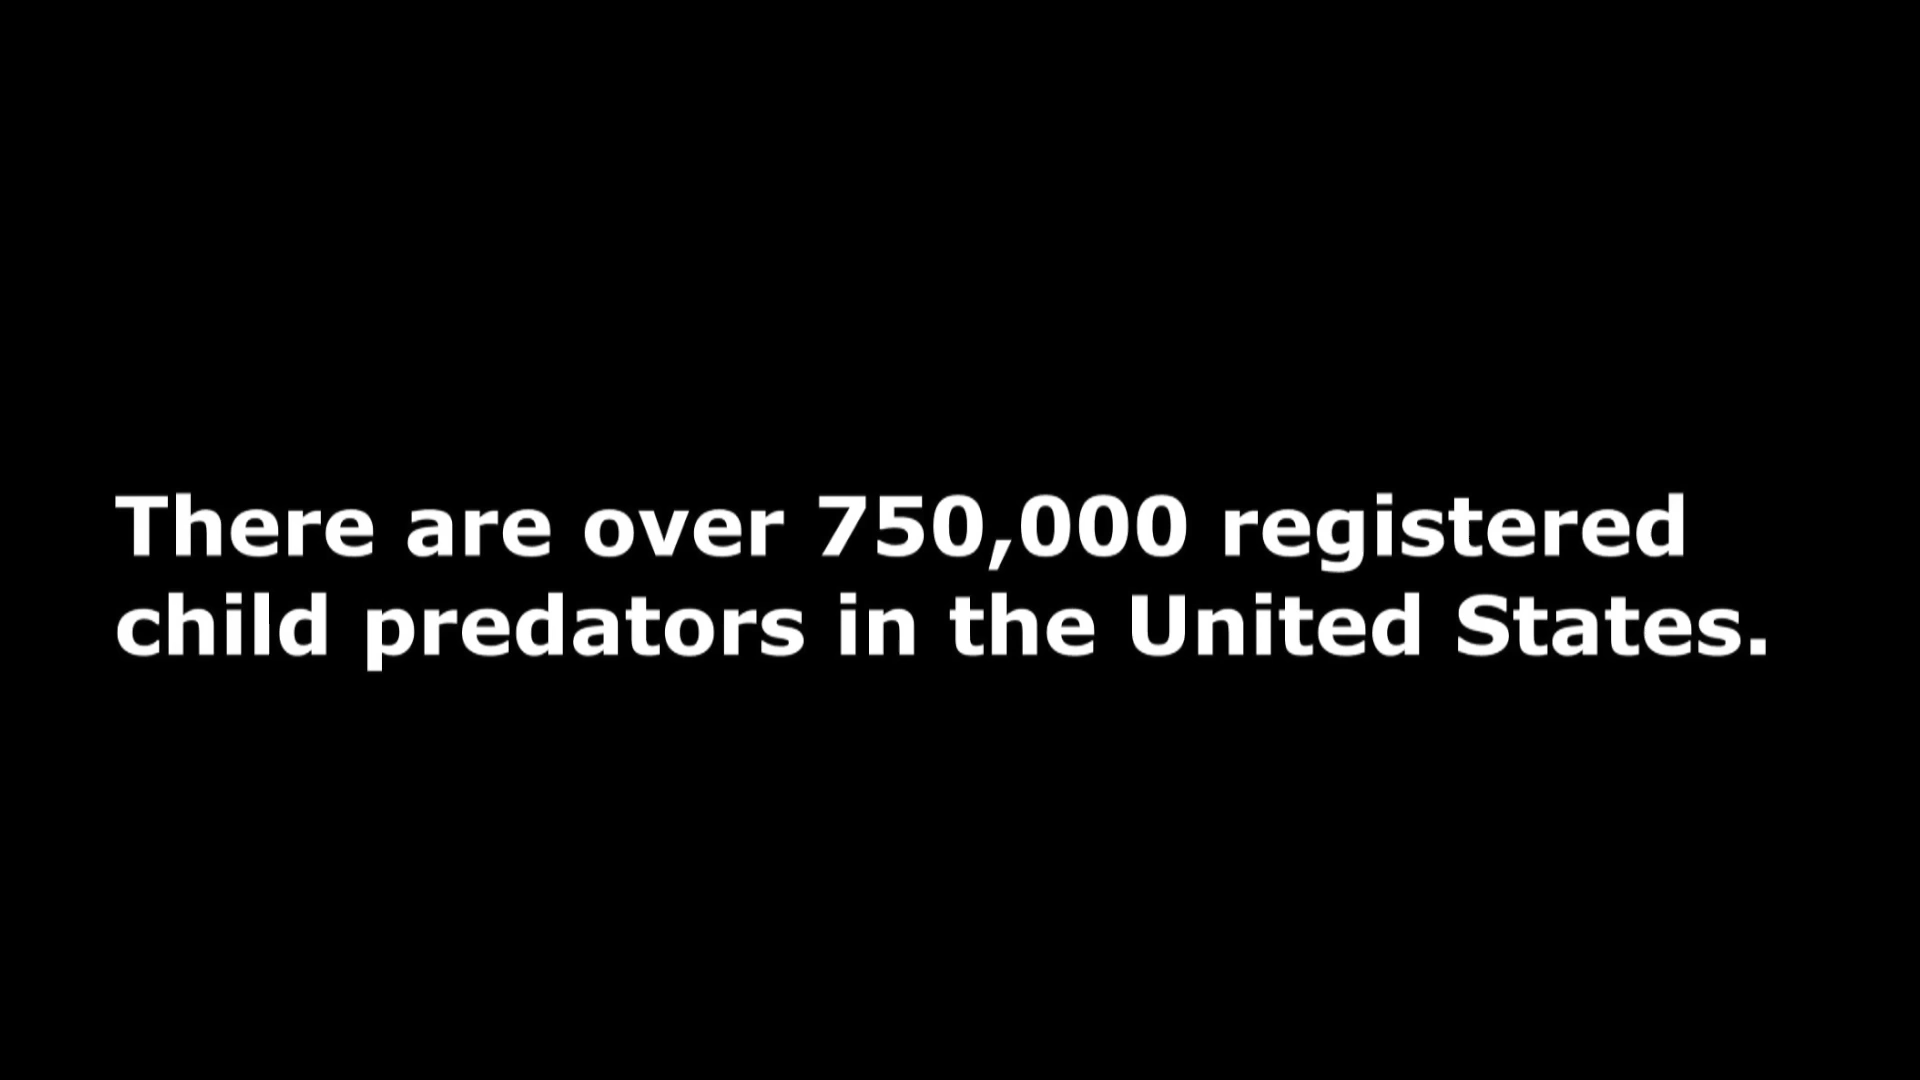 There are over 750,000 registered
child predators in the United States.